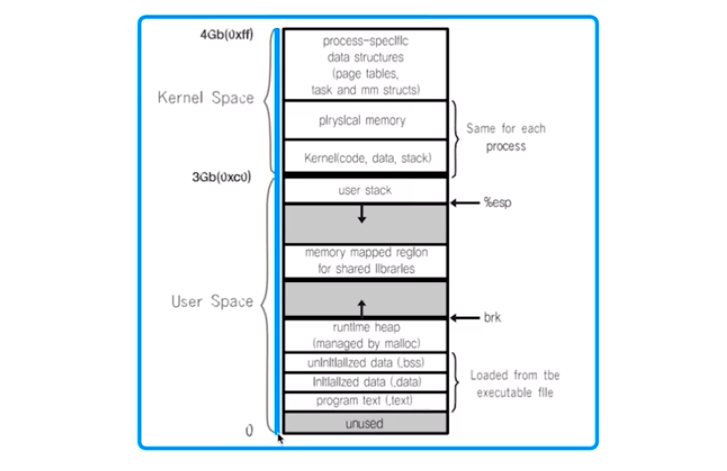 4Gb(0xff)
process-specific
data structures
(page tables,
task and mm structs)
Kernel Space
plrysical memory
Same for each
process
Kernel(code, data, stack)
3Gb(0xc0)
user stack
%esp
memory mapped region
for shared libraries
User Space
brk
runtime heap
(managed by malloc)
uninitialized data (.bss)
Initialized data (.data)
Loaded from tbe
executable file
program text (.text)
unused
0